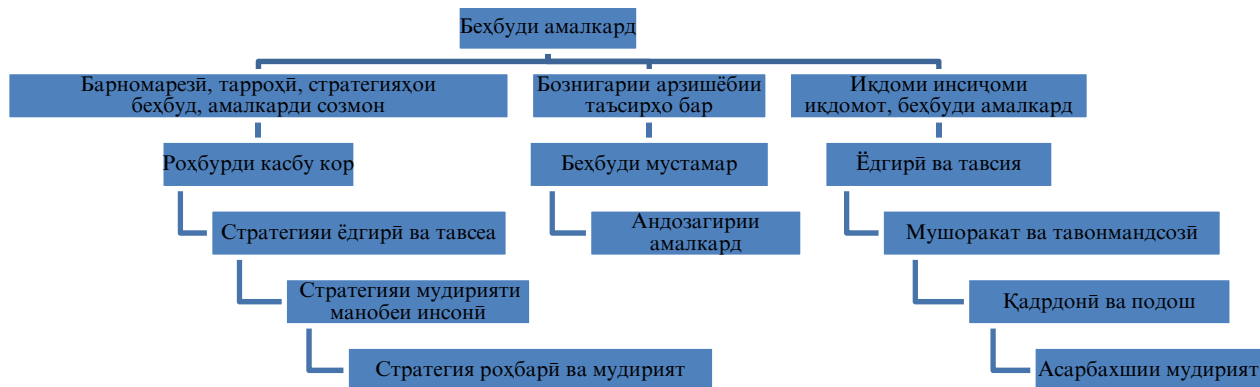 Беҳбуди амалкард
Барномарезӣ, тарроҳӣ, стратегияҳои
беҳбуд, амалкарди созмон
Бознигарии арзишёбии
таъсирҳо бар
Иқдоми инсиҷоми
иқдомот, беҳбуди амалкард
Роҳбурди касбу кор
Беҳбуди мустамар
Ёдгирӣ ва тавсия
Стратегияи ёдгирӣ ва тавсеа
Андозагирии
амалкард
Мушоракат ва тавонмандсозӣ
Стратегияи мудирияти
манобеи инсонӣ
Қадрдонӣ ва подош
Стратегия роҳбарӣ ва мудирият
Асарбахшии мудирият